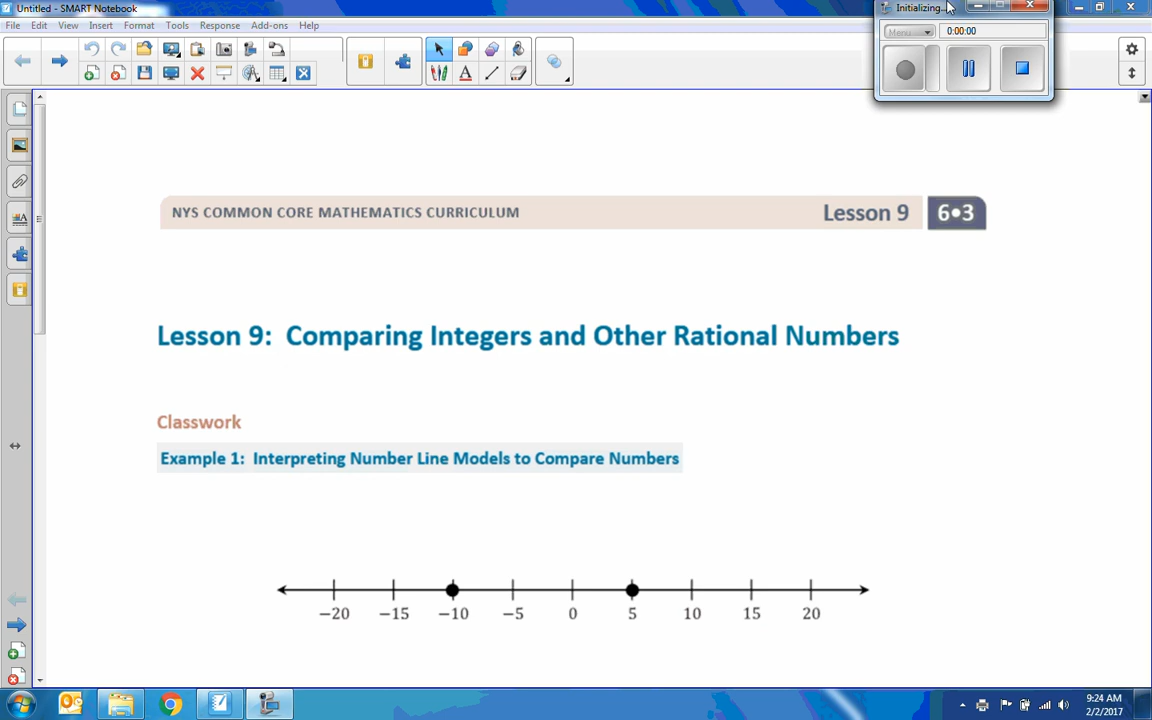 Untitled - SMART Notebook
Initializing...
File Edit View Insert Format Tools Response Add-ons Help
Menu
0:00:00
NYS COMMON CORE MATHEMATICS CURRICULUM
Lesson 9
6•3
Lesson 9: Comparing Integers and Other Rational Numbers
Classwork
Example 1: Interpreting Number Line Models to Compare Numbers
−20 −15 −10 −5 0 5 10 15 20
9:24 AM
2/2/2017